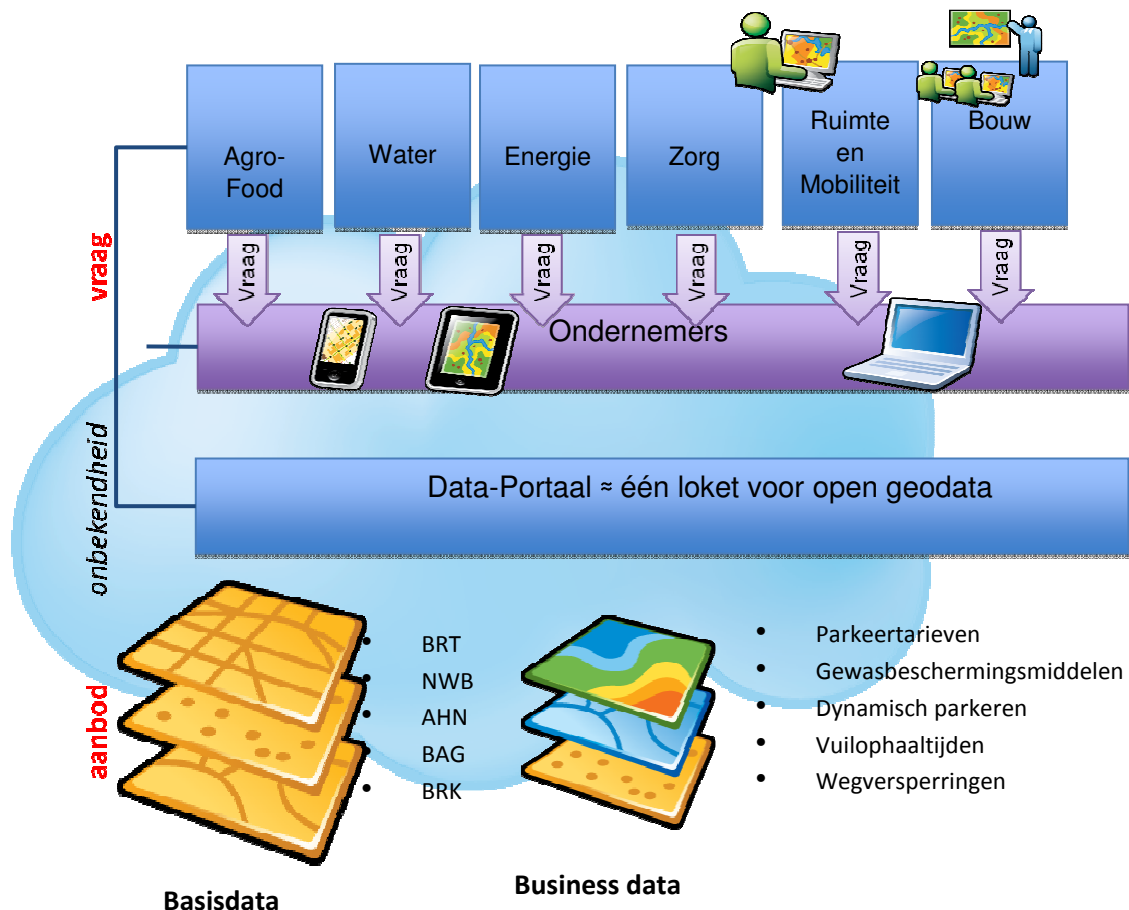 Agro-
Food
Water
Energie
Zorg
Ruimte
en
Mobiliteit
Bouw
vraag
Vraag
Vraag
Vraag
Vraag
Vraag
Vraag
Ondernemers
onbekendheid
Data-Portaal ≈ één loket voor open geodata
aanbod
• BRT
• NWB
• AHN
• BAG
• BRK
• Parkeertarieven
• Gewasbeschermingsmiddelen
• Dynamisch parkeren
• Vuilophaaltijden
• Wegversperringen
Basisdata
Business data